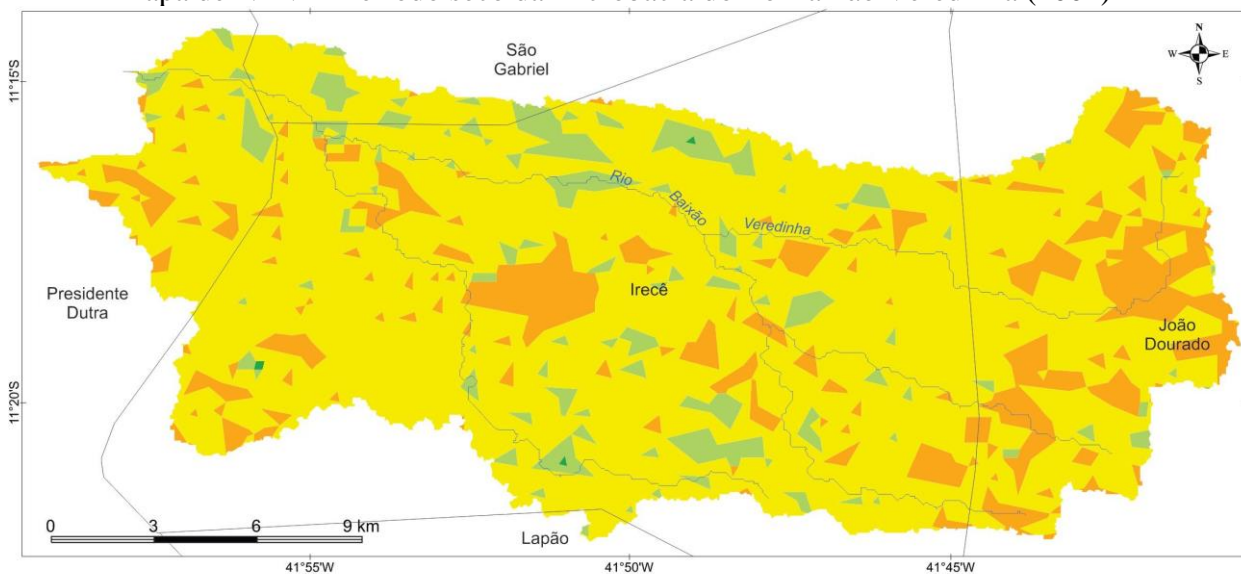 São
Gabriel
N
W E
S
11°15'S
Rio
Baixão
Veredinha
Presidente
Dutra
Irecê
João
Dourado
11°20'S
0 3 6 9 km
Lapão
41°55'W 41°50'W 41°45'W